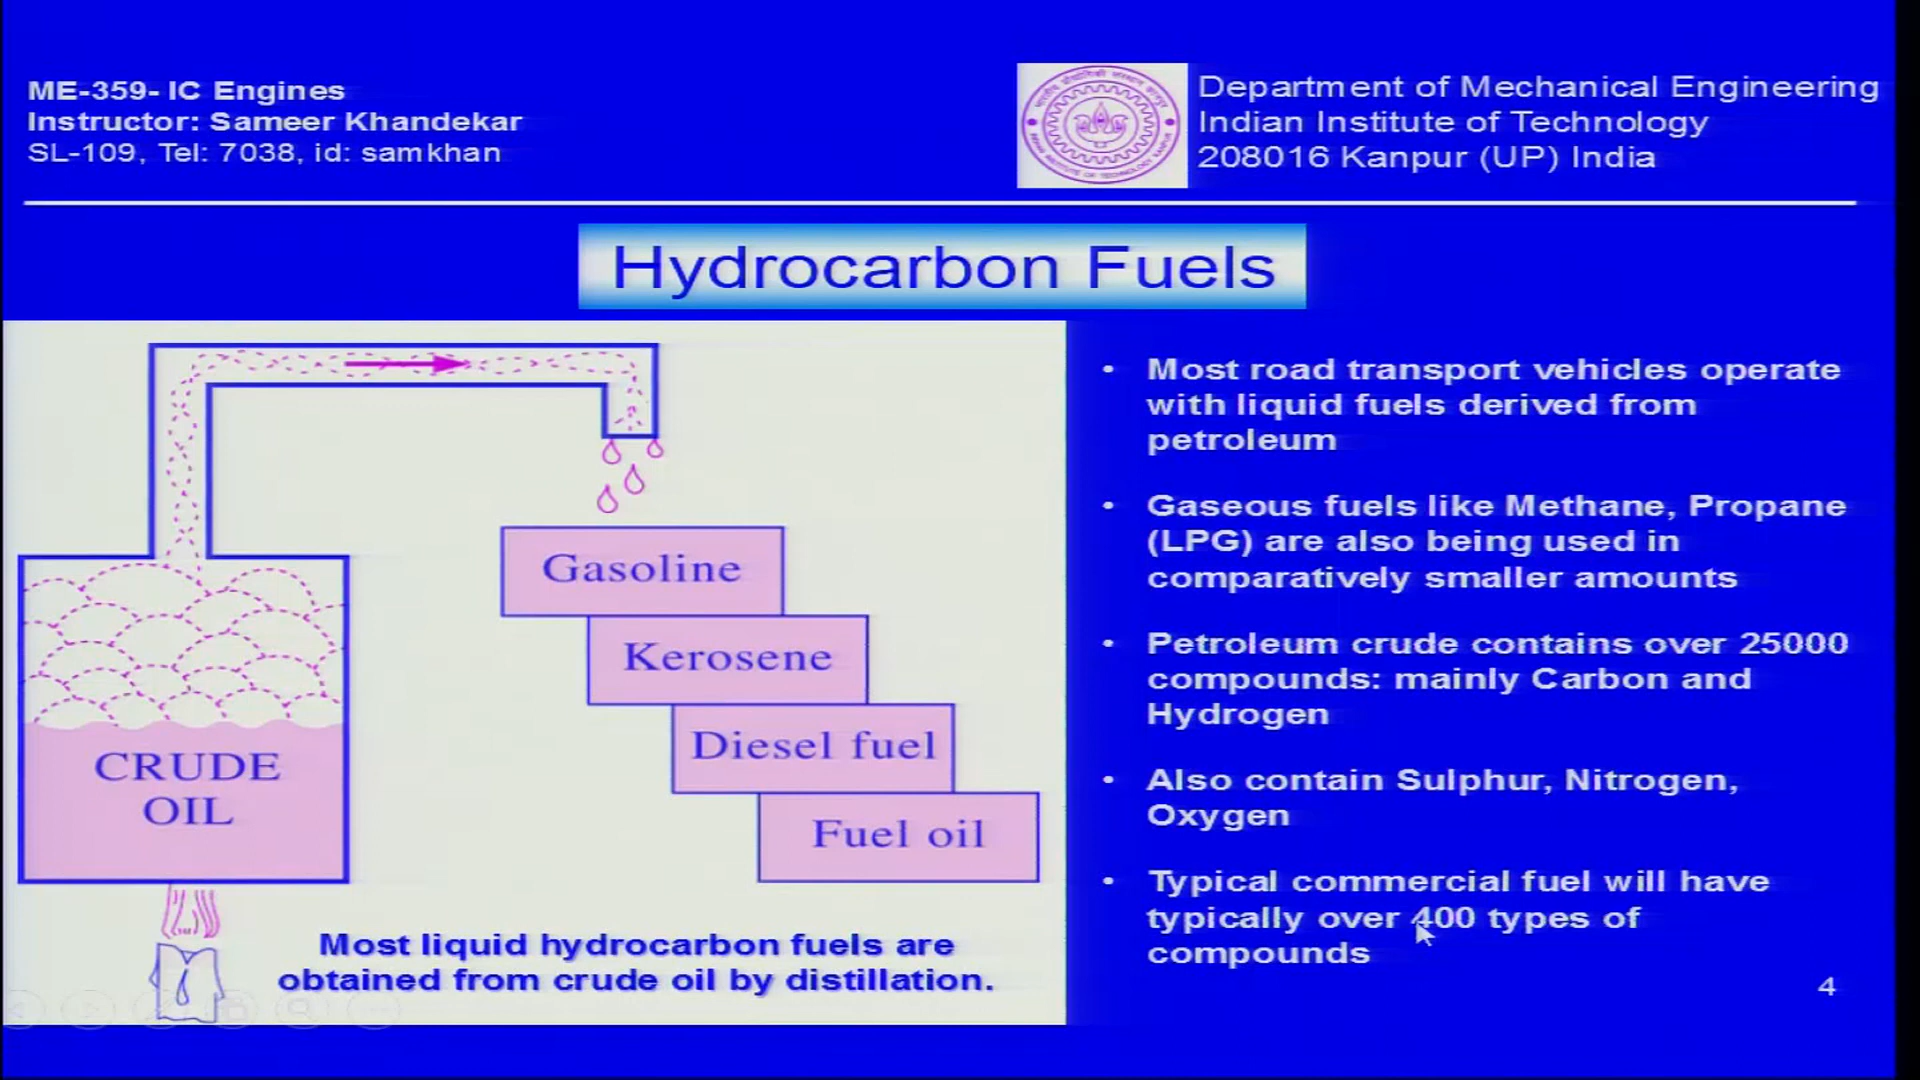 ME-359- IC Engines
Instructor: Sameer Khandekar
SL-109, Tel: 7038, id: samkhan
Department of Mechanical Engineering
Indian Institute of Technology
208016 Kanpur (UP) India
Hydrocarbon Fuels
CRUDE
OIL
Gasoline
Kerosene
Diesel fuel
Fuel oil
Most liquid hydrocarbon fuels are
obtained from crude oil by distillation.
• Most road transport vehicles operate
with liquid fuels derived from
petroleum
• Gaseous fuels like Methane, Propane
(LPG) are also being used in
comparatively smaller amounts
• Petroleum crude contains over 25000
compounds: mainly Carbon and
Hydrogen
• Also contain Sulphur, Nitrogen,
Oxygen
• Typical commercial fuel will have
typically over 400 types of
compounds
4